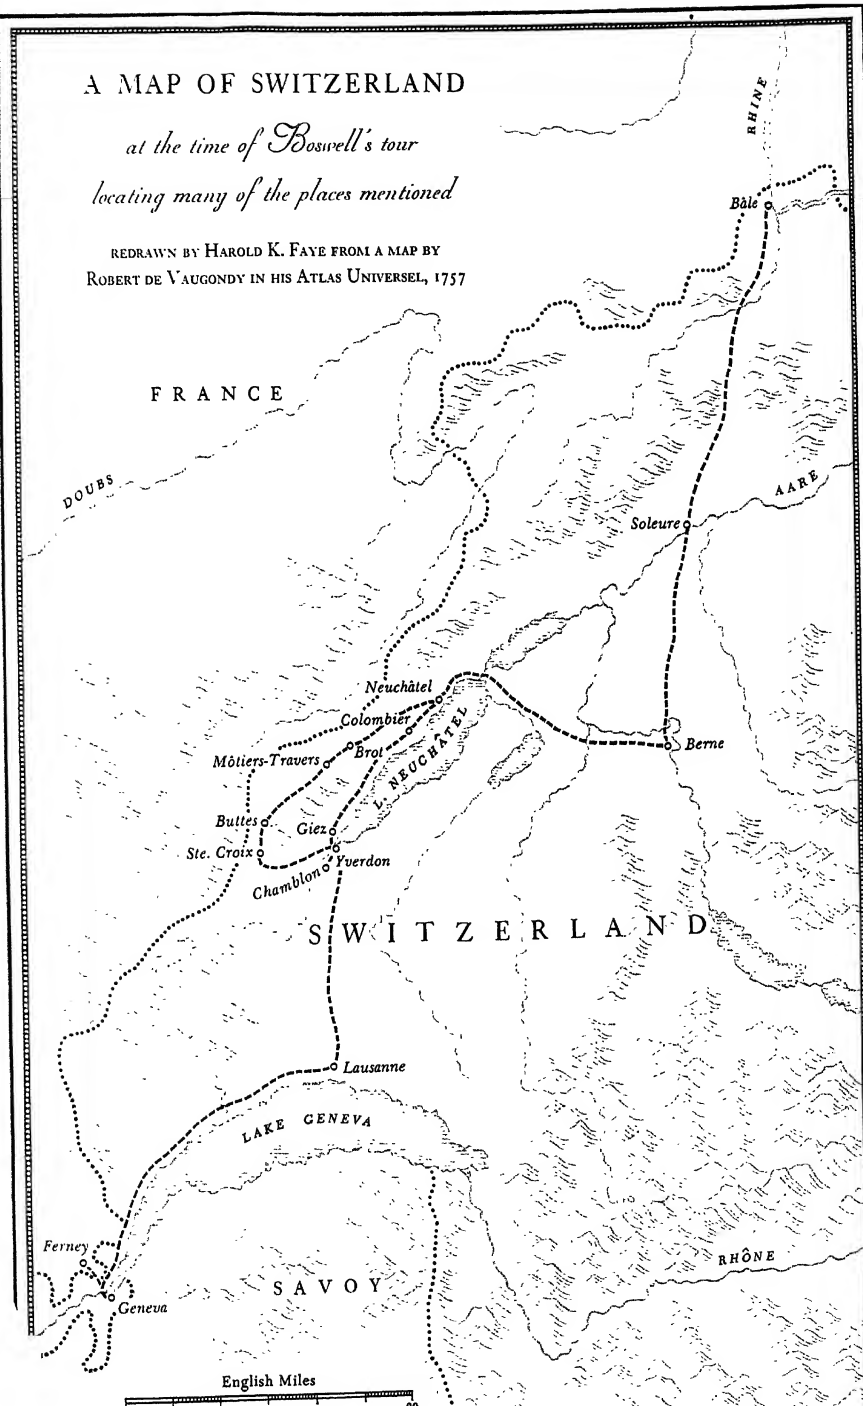 A MAP OF SWITZERLAND
at the time of Boswell's tour
locating many of the places mentioned
REDRAWN BY HAROLD K. FAYE FROM A MAP BY
ROBERT DE VAUGONDY IN HIS ATLAS UNIVERSEL, 1757
RHINE
Bâle
FRANCE
DOUBS
AARE
Soleure
Neuchâtel
Colombier
L. NEUCHÂTEL
Berne
Brot
Môtiers-Travers
Buttes
Giez
Ste. Croix
Yverdon
Chamblon
SWITZERLAND
Lausanne
LAKE GENEVA
Ferney
RHÔNE
SAVOY
Geneva
English Miles